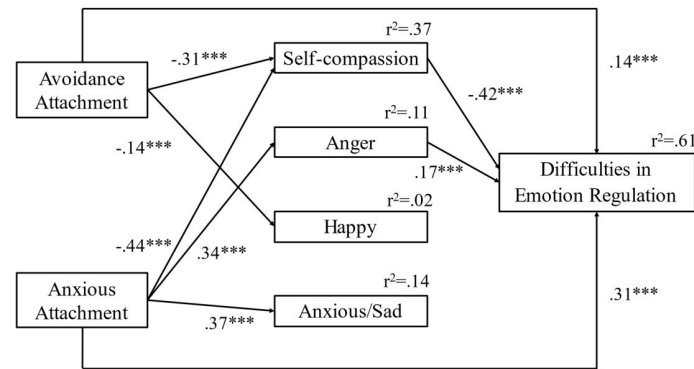 r²=.37
-.31***
Self-compassion
.14***
Avoidance
Attachment
-.42***
r²=.11
r²=.61
-.14***
Anger
.17***
Difficulties in
Emotion Regulation
r²=.02
Happy
-.44***
.34***
r²=.14
Anxious
Attachment
Anxious/Sad
.31***
.37***